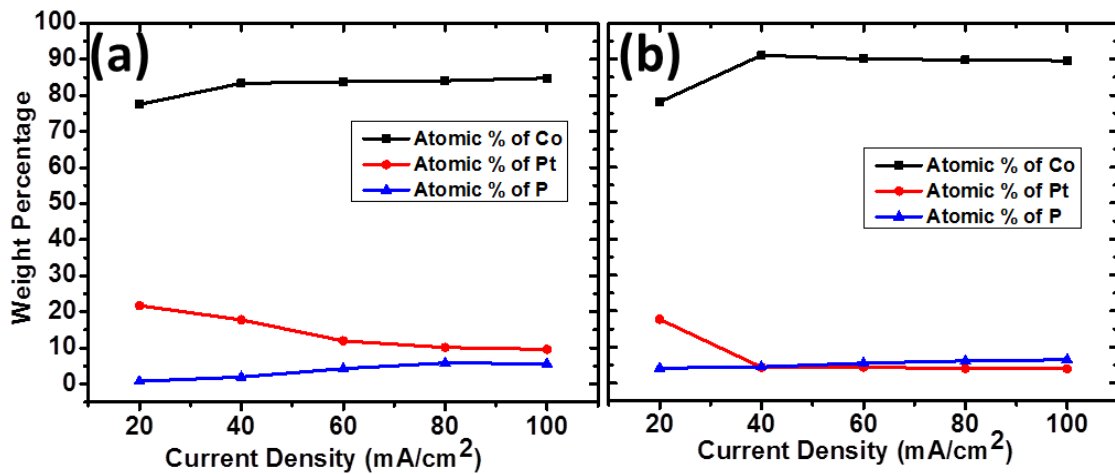 Weight Percentage
100
90
80
70
60
50
40
30
20
10
0
(a)
Atomic % of Co
Atomic % of Pt
Atomic % of P
20 40 60 80 100
Current Density (mA/cm²)
(b)
Atomic % of Co
Atomic % of Pt
Atomic % of P
20 40 60 80 100
Current Density (mA/cm²)